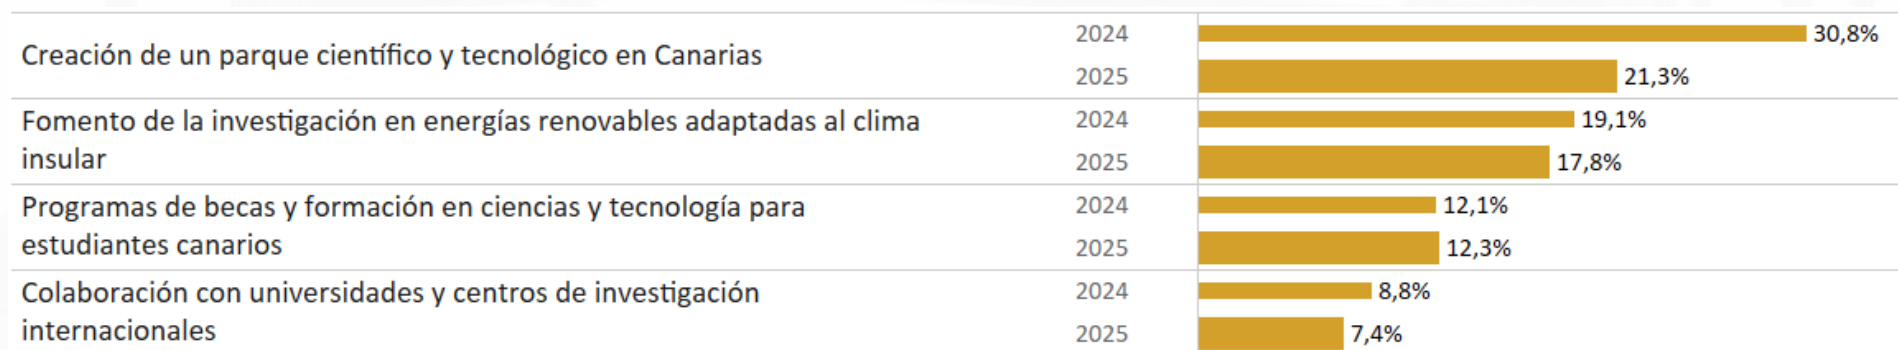 2024 30,8%
Creación de un parque científico y tecnológico en Canarias
2025 21,3%
Fomento de la investigación en energías renovables adaptadas al clima
insular
2024 19,1%
2025 17,8%
Programas de becas y formación en ciencias y tecnología para
estudiantes canarios
2024 12,1%
2025 12,3%
Colaboración con universidades y centros de investigación
internacionales
2024 8,8%
2025 7,4%